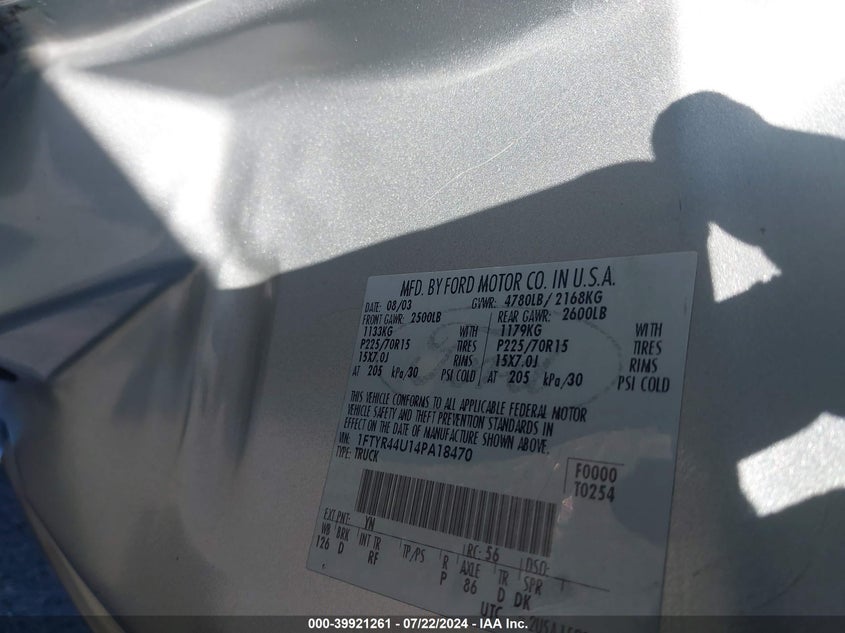 MFD. BY FORD MOTOR CO. IN U.S.A.
DATE: 08/03 GVWR: 4780LB/ 2168KG
FRONT GAWR: 2500LB REAR GAWR: 2600LB
1133KG WITH 1179KG WITH
P225/70R15 TIRES P225/70R15 TIRES
15X7.0J RIMS 15X7.0J RIMS
AT 205 kPa/30 PSI COLD AT 205 kPa/30 PSI COLD
THIS VEHICLE CONFORMS TO ALL APPLICABLE FEDERAL MOTOR
VEHICLE SAFETY AND THEFT PREVENTION STANDARDS IN
EFFECT ON THE DATE OF MANUFACTURE SHOWN ABOVE.
VIN: 1FTYR44U14PA18470
TYPE: TRUCK
F0000
T0254
EXT PNT: YN RC: 56 DSO:
WB BRK INT TR TP/PS R AXLE TR SPR
126 D RF P 86 D DK
UTC
000-39921261 - 07/22/2024 - IAA Inc.